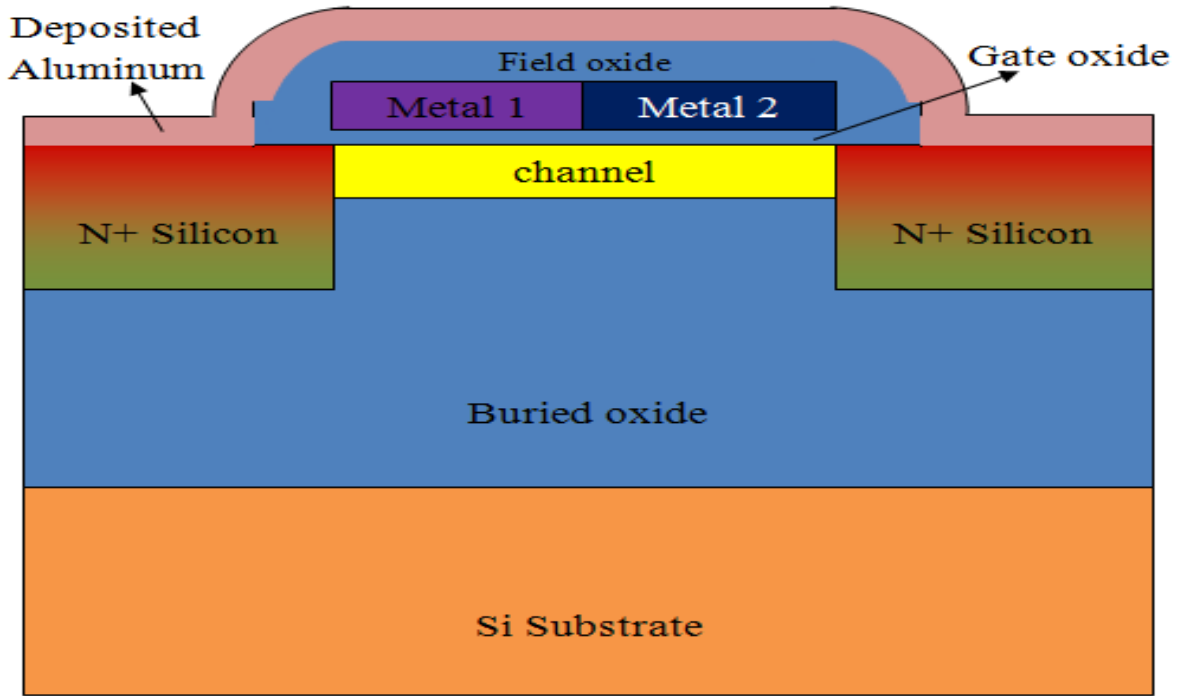 Deposited
Aluminum
Field oxide
Gate oxide
Metal 1
Metal 2
channel
N+ Silicon
N+ Silicon
Buried oxide
Si Substrate